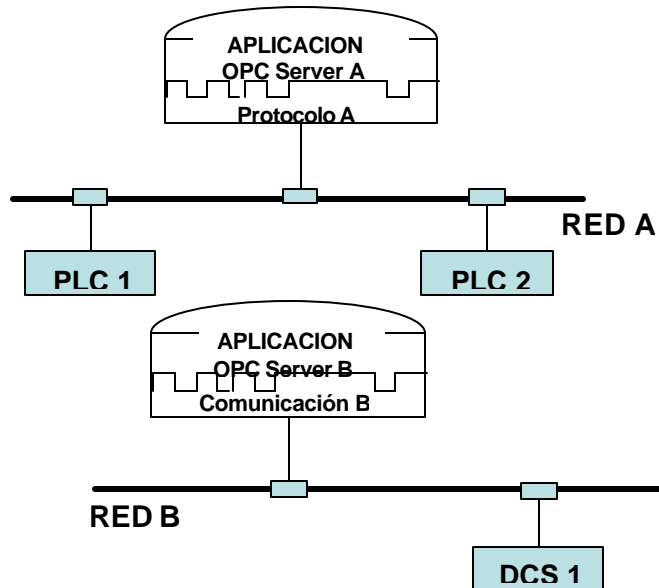 APLICACION
OPC Server A
Protocolo A
RED A
PLC 1
PLC 2
APLICACION
OPC Server B
Comunicación B
RED B
DCS 1